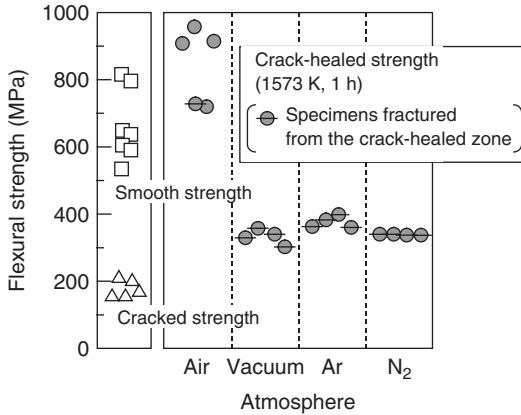 Flexural strength (MPa)
1000
800
600
400
200
0
Smooth strength
Cracked strength
Crack-healed strength
(1573 K, 1 h)
Specimens fractured
from the crack-healed zone
Air Vacuum Ar N₂
Atmosphere